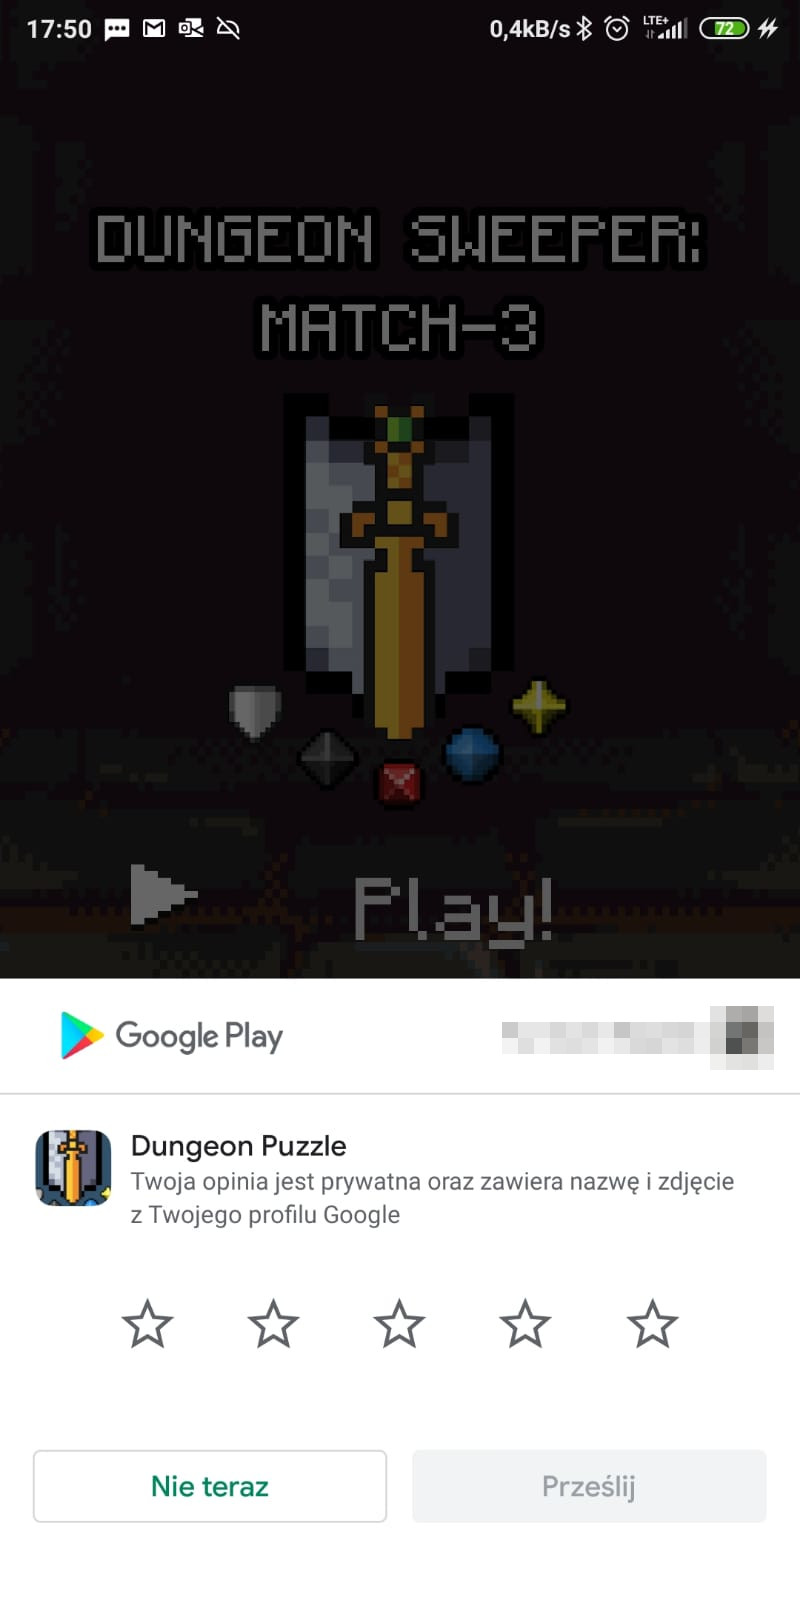 17:50
0,4kB/s LTE+ 72
DUNGEON SWEEPER:
MATCH-3
Play!
Google Play
Dungeon Puzzle
Twoja opinia jest prywatna oraz zawiera nazwę i zdjęcie
z Twojego profilu Google
Nie teraz
Prześlij